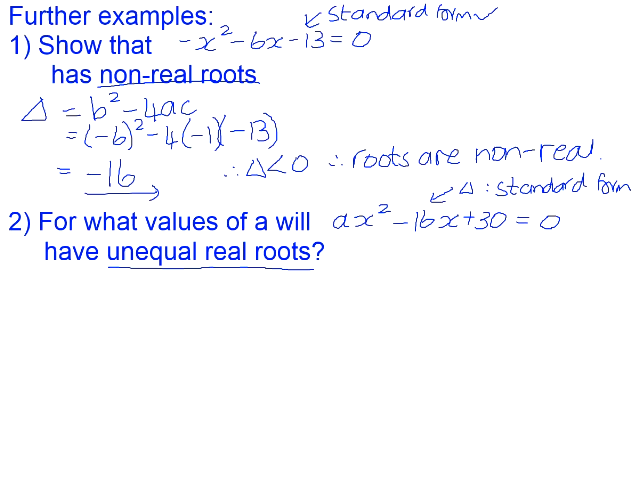 Further examples:
↙ Standard form ✓
1) Show that -x² - 6x - 13 = 0
has non-real roots
Δ = b² - 4ac
= (-6)² - 4(-1)(-13)
= -16 ∴ Δ < 0 ∴ roots are non-real.
↙ Δ : standard form
2) For what values of a will ax² - 16x + 30 = 0
have unequal real roots?